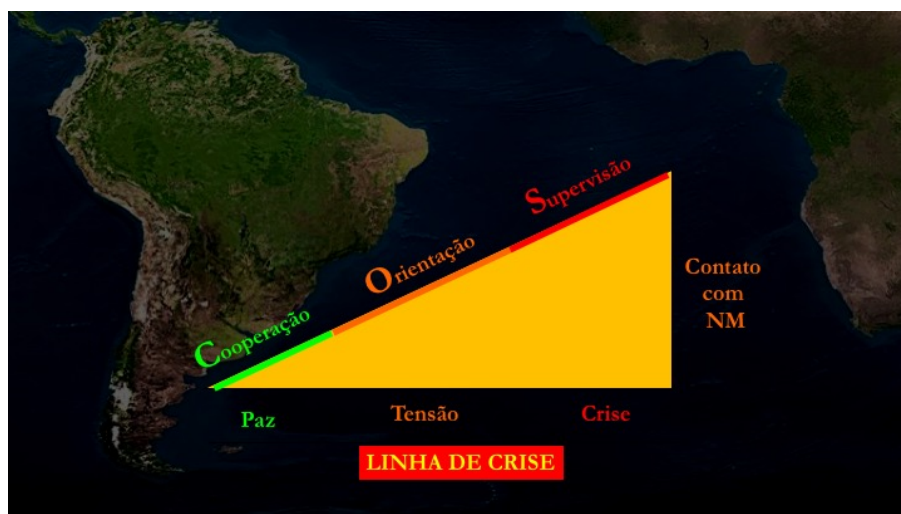 Supervisão
Orientação
Cooperação
Contato
com
NM
Paz
Tensão
Crise
LINHA DE CRISE